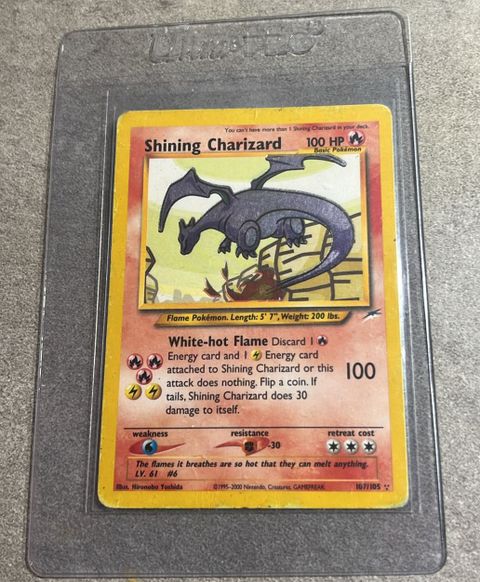 Ultra PRO
You can't have more than 1 Shining Charizard in your deck.
Shining Charizard 100 HP
Basic Pokémon
Flame Pokémon. Length: 5' 7", Weight: 200 lbs.
White-hot Flame Discard 1
Energy card and 1 Energy card
attached to Shining Charizard or this
attack does nothing. Flip a coin. If
tails, Shining Charizard does 30
damage to itself.
100
weakness resistance retreat cost
-30
The flames it breathes are so hot that they can melt anything.
LV. 61 #6
Illus. Hironobu Yoshida ©1995-2000 Nintendo, Creatures, GAMEFREAK. 107/105